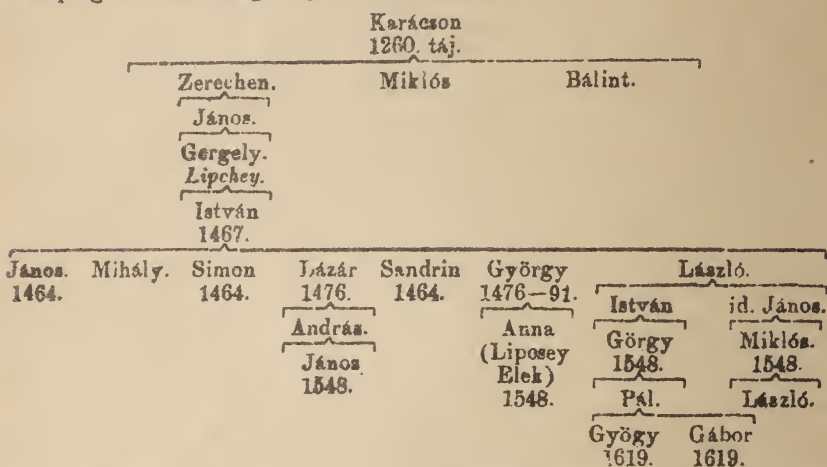 Karácson
1260. táj.
Zerechen. Miklós Bálint.
János.
Gergely.
Lipchey.
István
1467.
János. Mihály. Simon Lázár Sandrin György László.
1464. 1464. 1476. 1464. 1476—91.
István id. János.
András. Anna Görgy Miklós.
János (Liposey 1548. 1548.
1548. Elek)
1548. Pál. László.
Gyögy Gábor
1619. 1619.